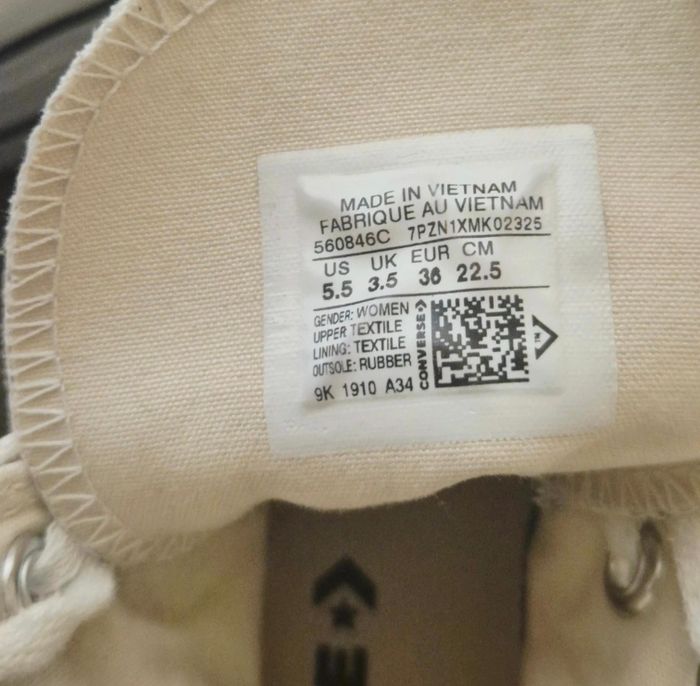 MADE IN VIETNAM
FABRIQUE AU VIETNAM
560846C 7PZN1XMK02325
US UK EUR CM
5.5 3.5 36 22.5
GENDER: WOMEN
UPPER TEXTILE
LINING: TEXTILE
OUTSOLE: RUBBER
9K 1910 A34
CONVERSE
TM
E